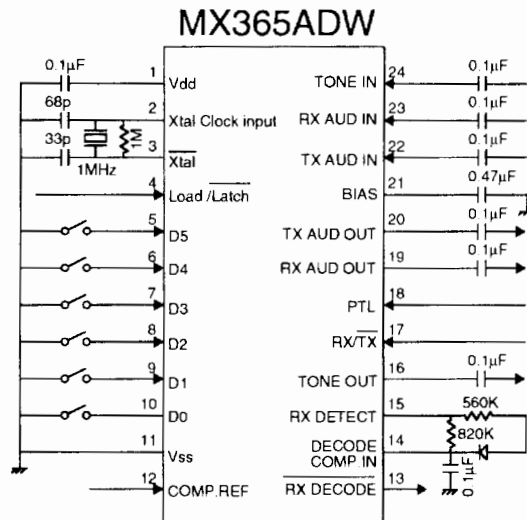 MX365ADW
0.1µF 1 Vdd TONE IN 24 0.1µF
68p 2 Xtal Clock input RX AUD IN 23 0.1µF
1M
33p 3 Xtal TX AUD IN 22 0.1µF
1MHz
4 Load /Latch BIAS 21 0.47µF
5 D5 TX AUD OUT 20 0.1µF
6 D4 RX AUD OUT 19 0.1µF
7 D3 PTL 18
8 D2 RX/TX 17
9 D1 TONE OUT 16 0.1µF
10 D0 RX DETECT 15 560K
820K
11 Vss DECODE COMP.IN 14
0.1µF
12 COMP.REF RX DECODE 13